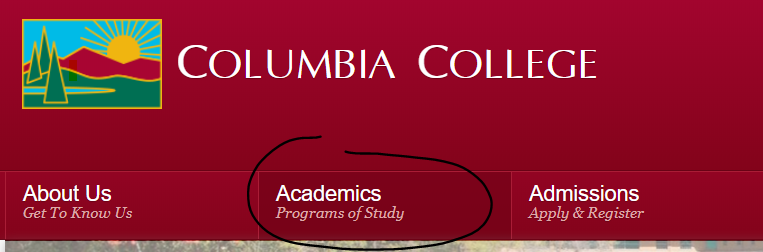 COLUMBIA COLLEGE
About Us
Get To Know Us
Academics
Programs of Study
Admissions
Apply & Register